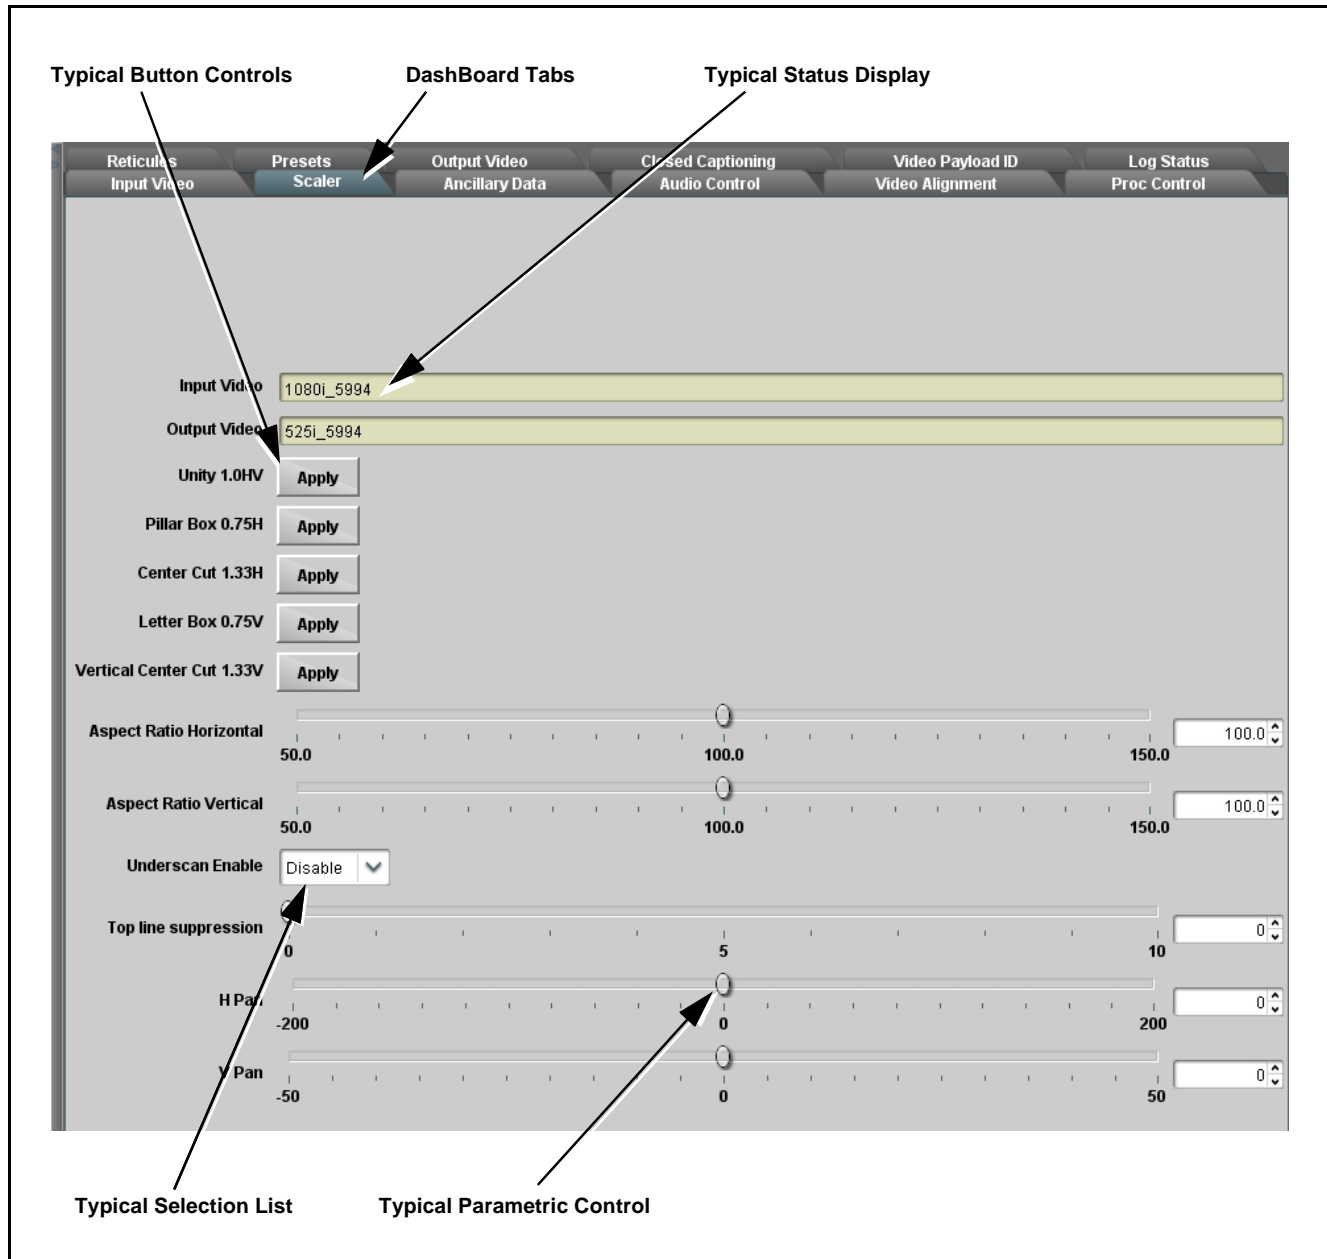 Typical Button Controls DashBoard Tabs Typical Status Display
Reticules Presets Output Video Closed Captioning Video Payload ID Log Status
Input Video Scaler Ancillary Data Audio Control Video Alignment Proc Control
Input Video 1080i_5994
Output Video 525i_5994
Unity 1.0HV Apply
Pillar Box 0.75H Apply
Center Cut 1.33H Apply
Letter Box 0.75V Apply
Vertical Center Cut 1.33V Apply
Aspect Ratio Horizontal 100.0
50.0 100.0 150.0
Aspect Ratio Vertical 100.0
50.0 100.0 150.0
Underscan Enable Disable
Top line suppression 0
0 5 10
H Pan 0
-200 0 200
V Pan 0
-50 0 50
Typical Selection List Typical Parametric Control